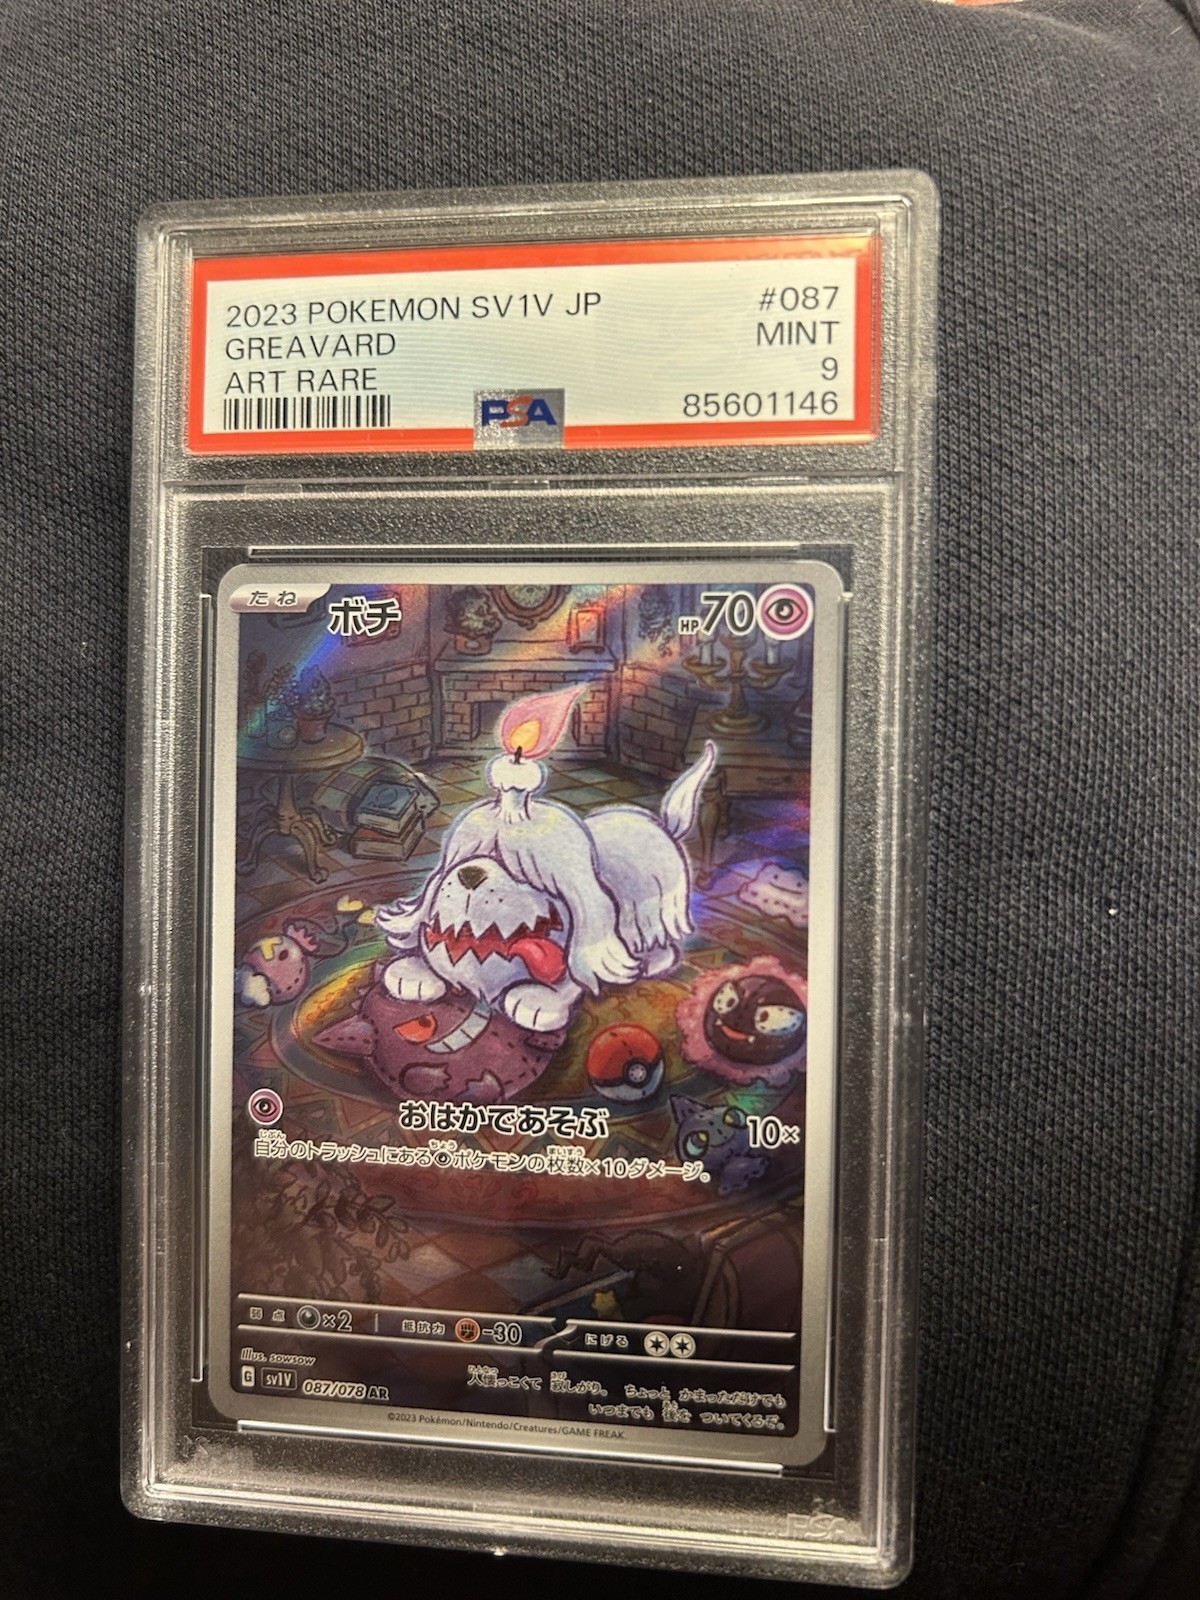 2023 POKEMON SV1V JP #087
GREAVARD MINT
ART RARE 9
PSA 85601146
たね ボチ HP70
おはかであそぶ 10×
自分のトラッシュにあるポケモンの枚数×10ダメージ。
弱点 ×2 抵抗力 -30 にげる
Illus. sowsow
G sv1V 087/078 AR
人懐っこくて 寂しがり。 ちょっと かまっただけでも
いつまでも 後を ついてくるぞ。
©2023 Pokémon/Nintendo/Creatures/GAME FREAK.